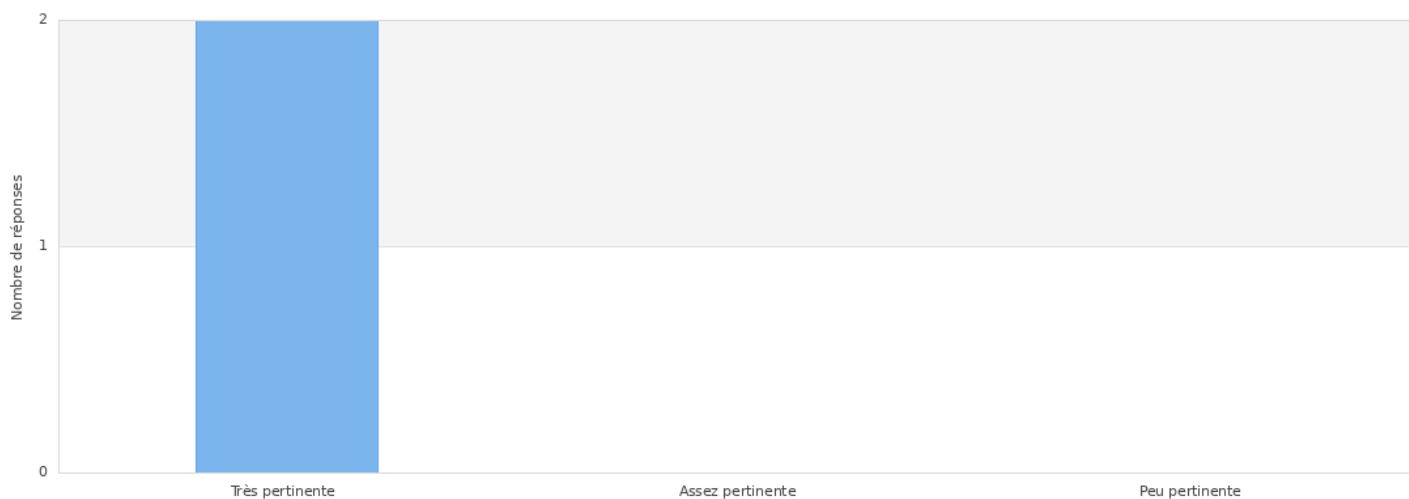 Nombre de réponses
2
1
0
Très pertinente
Assez pertinente
Peu pertinente